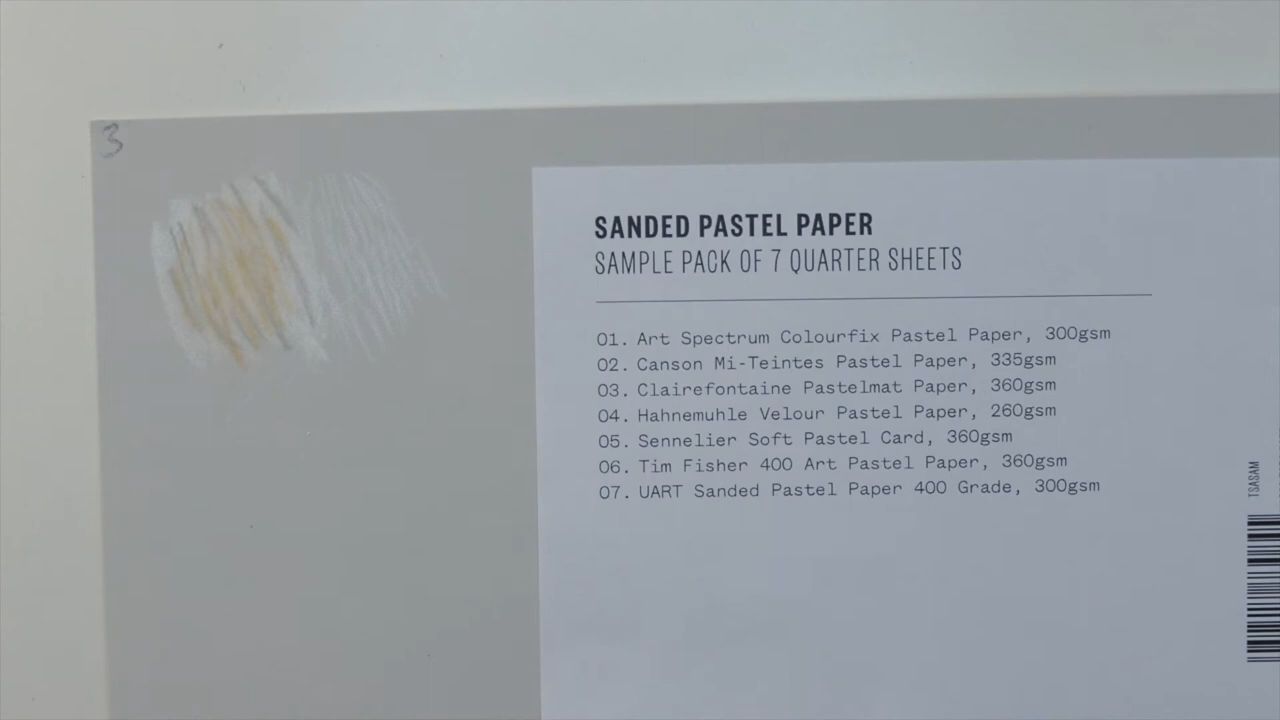 3
SANDED PASTEL PAPER
SAMPLE PACK OF 7 QUARTER SHEETS
01. Art Spectrum Colourfix Pastel Paper, 300gsm
02. Canson Mi-Teintes Pastel Paper, 335gsm
03. Clairefontaine Pastelmat Paper, 360gsm
04. Hahnemuhle Velour Pastel Paper, 260gsm
05. Sennelier Soft Pastel Card, 360gsm
06. Tim Fisher 400 Art Pastel Paper, 360gsm
07. UART Sanded Pastel Paper 400 Grade, 300gsm
TSASAM